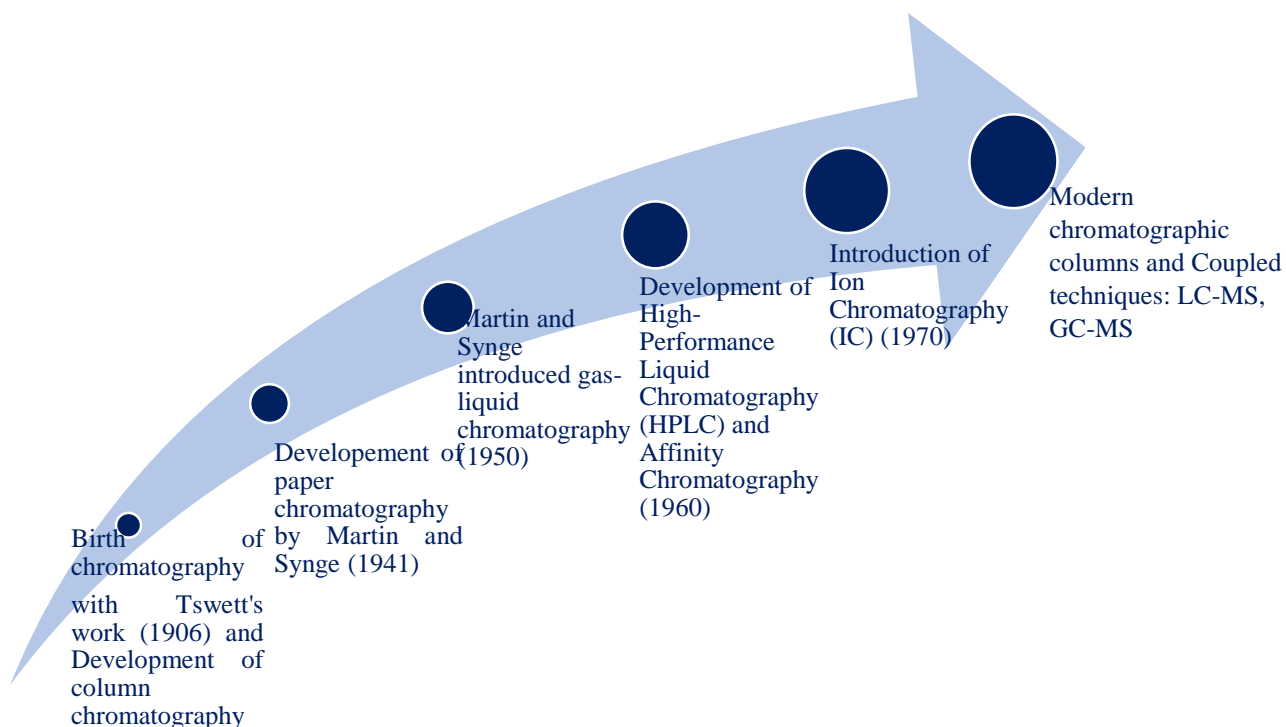 Birth of
chromatography
with Tswett's
work (1906) and
Development of
column
chromatography
Developement of
paper
chromatography
by Martin and
Synge (1941)
Martin and
Synge
introduced gas-
liquid
chromatography
(1950)
Development of
High-
Performance
Liquid
Chromatography
(HPLC) and
Affinity
Chromatography
(1960)
Introduction of
Ion
Chromatography
(IC) (1970)
Modern
chromatographic
columns and Coupled
techniques: LC-MS,
GC-MS